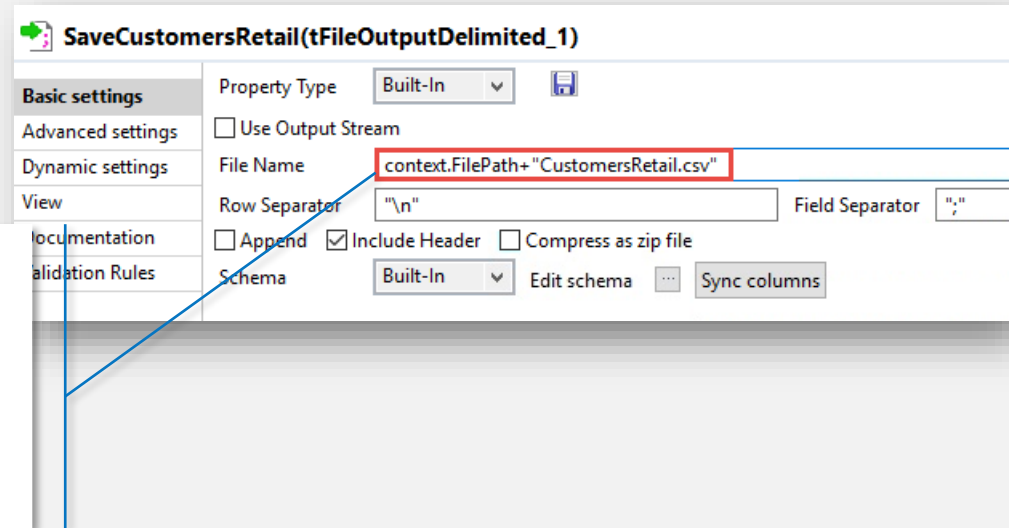 SaveCustomersRetail(tFileOutputDelimited_1)
Basic settings
Advanced settings
Dynamic settings
View
Documentation
Validation Rules
Property Type Built-In
Use Output Stream
File Name context.FilePath+"CustomersRetail.csv"
Row Separator "\n" Field Separator ";"
Append Include Header Compress as zip file
Schema Built-In Edit schema ... Sync columns